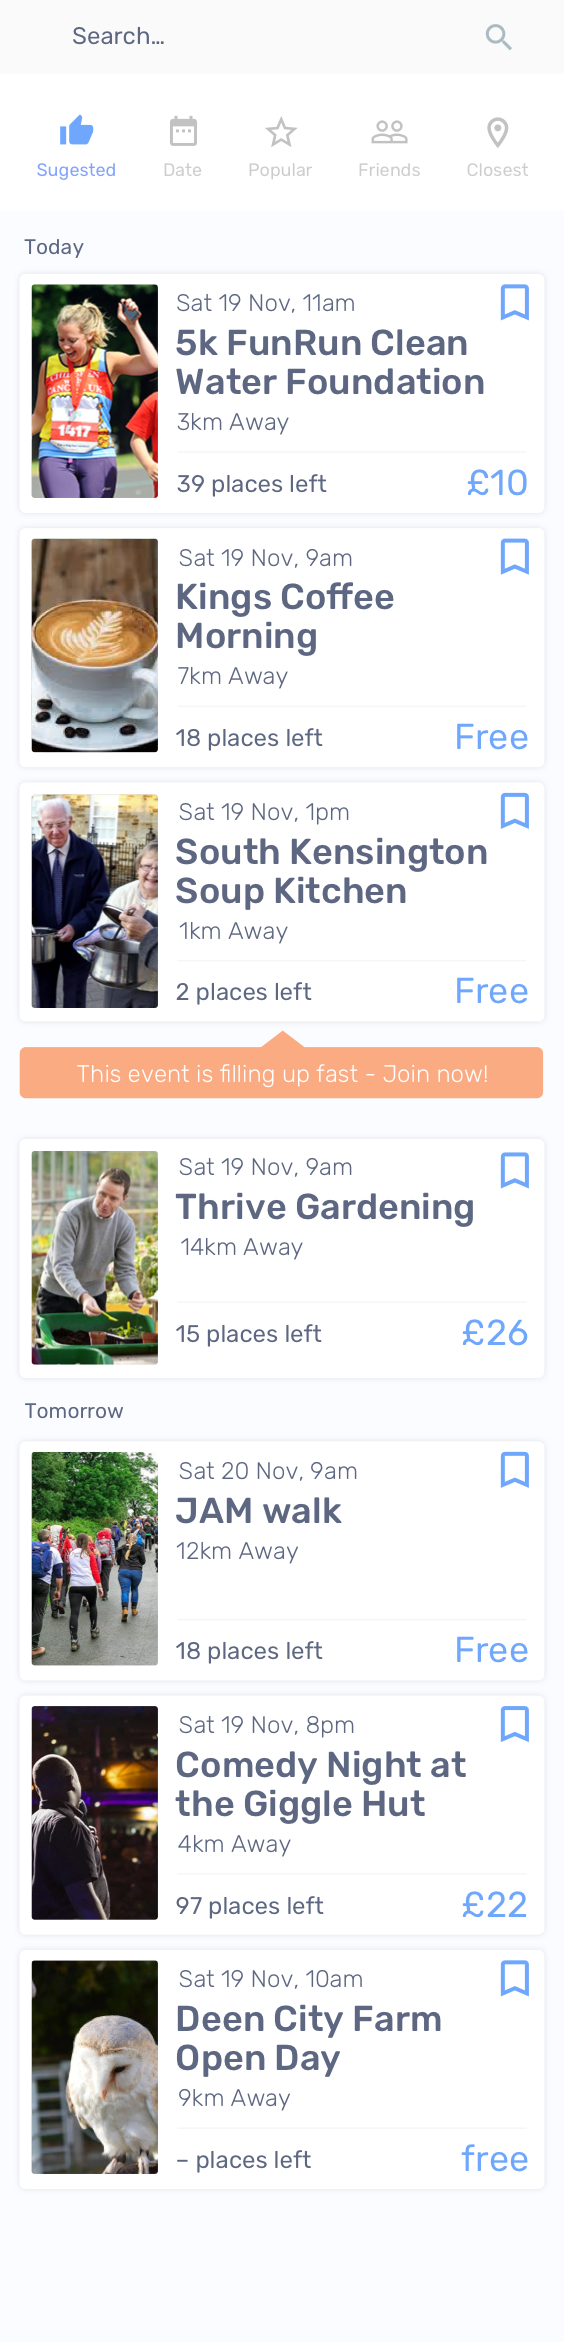 Search...
Sugested
Date
Popular
Friends
Closest
Today
Sat 19 Nov, 11am
5k FunRun Clean
Water Foundation
3km Away
39 places left
£10
1417
Sat 19 Nov, 9am
Kings Coffee
Morning
7km Away
18 places left
Free
Sat 19 Nov, 1pm
South Kensington
Soup Kitchen
1km Away
2 places left
Free
This event is filling up fast - Join now!
Sat 19 Nov, 9am
Thrive Gardening
14km Away
15 places left
£26
Tomorrow
Sat 20 Nov, 9am
JAM walk
12km Away
18 places left
Free
Sat 19 Nov, 8pm
Comedy Night at
the Giggle Hut
4km Away
97 places left
£22
Sat 19 Nov, 10am
Deen City Farm
Open Day
9km Away
– places left
free